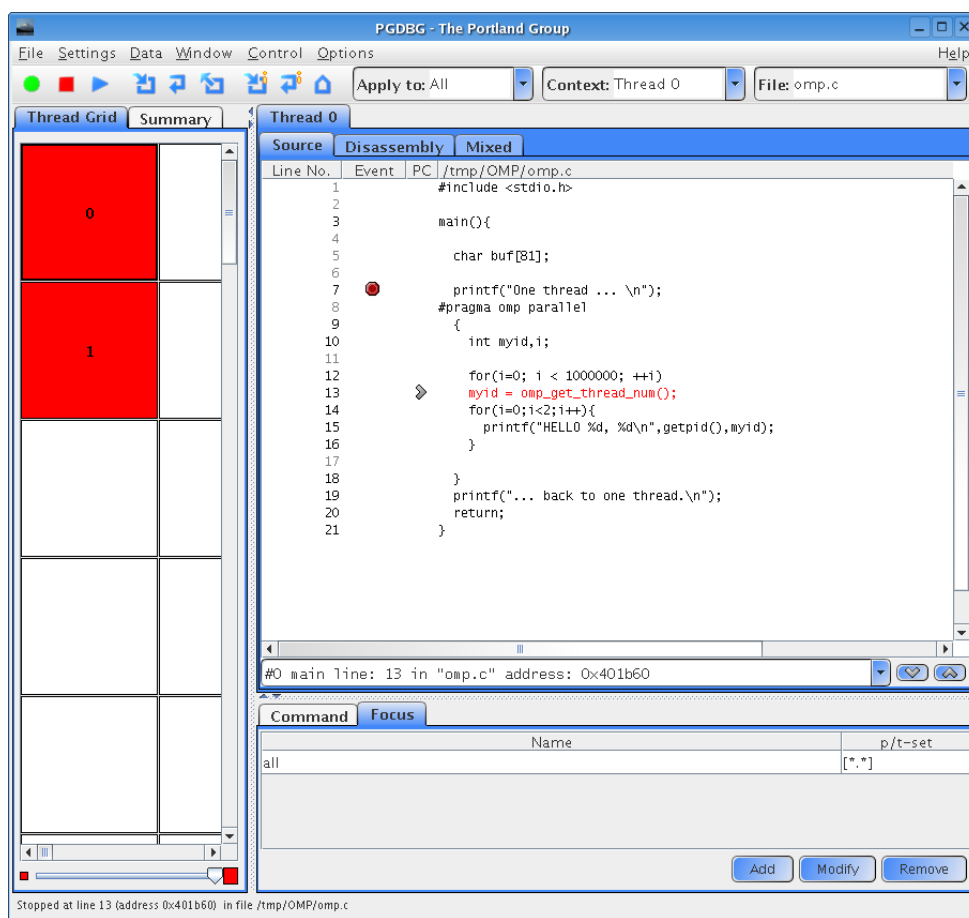 PGDBG - The Portland Group
File Settings Data Window Control Options Help
Apply to: All Context: Thread 0 File: omp.c
Thread Grid Summary
0
1
Thread 0
Source Disassembly Mixed
Line No. Event PC /tmp/OMP/omp.c
1 #include <stdio.h>
2
3 main(){
4
5 char buf[81];
6
7 printf("One thread ... \n");
8 #pragma omp parallel
9 {
10 int myid,i;
11
12 for(i=0; i < 1000000; ++i)
13 myid = omp_get_thread_num();
14 for(i=0;i<2;i++){
15 printf("HELLO %d, %d\n",getpid(),myid);
16 }
17
18 }
19 printf("... back to one thread.\n");
20 return;
21 }
#0 main line: 13 in "omp.c" address: 0x401b60
Command Focus
Name p/t-set
all [*.*]
Add Modify Remove
Stopped at line 13 (address 0x401b60) in file /tmp/OMP/omp.c